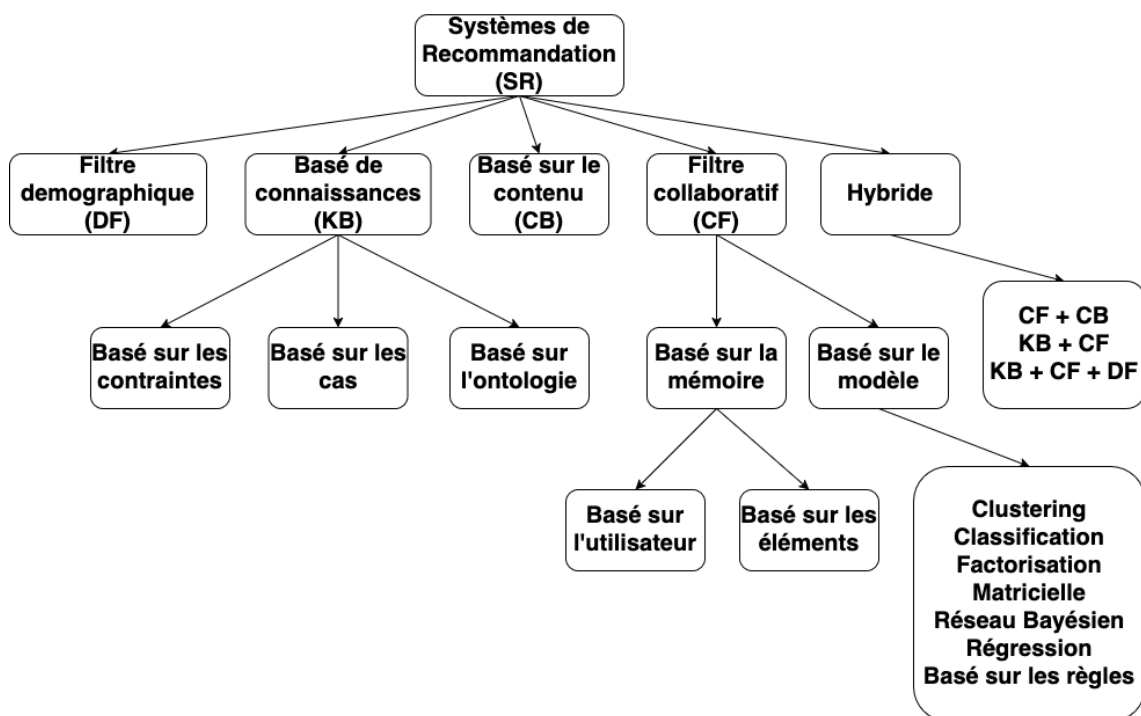 Systèmes de
Recommandation
(SR)
Filtre
demographique
(DF)
Basé de
connaissances
(KB)
Basé sur le
contenu
(CB)
Filtre
collaboratif
(CF)
Hybride
Basé sur les
contraintes
Basé sur les
cas
Basé sur
l'ontologie
Basé sur la
mémoire
Basé sur le
modèle
CF + CB
KB + CF
KB + CF + DF
Basé sur
l'utilisateur
Basé sur les
éléments
Clustering
Classification
Factorisation
Matricielle
Réseau Bayésien
Régression
Basé sur les règles